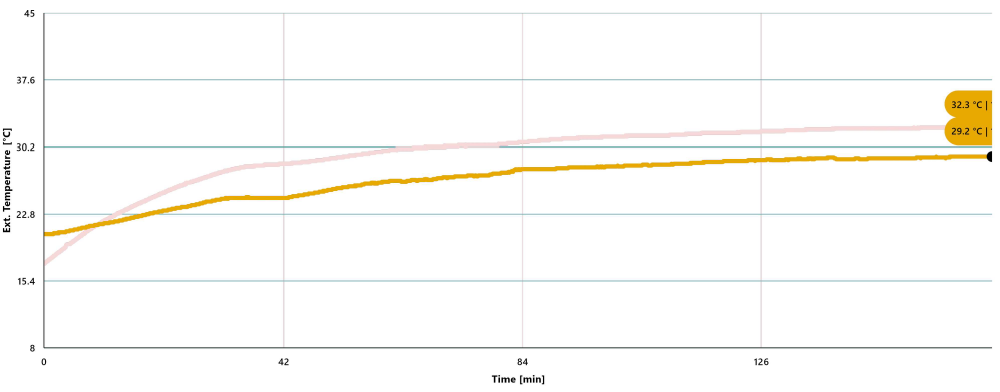 45
37.6
30.2
22.8
15.4
8
Ext. Temperature [°C]
32.3 °C |
29.2 °C |
0
42
84
126
Time [min]